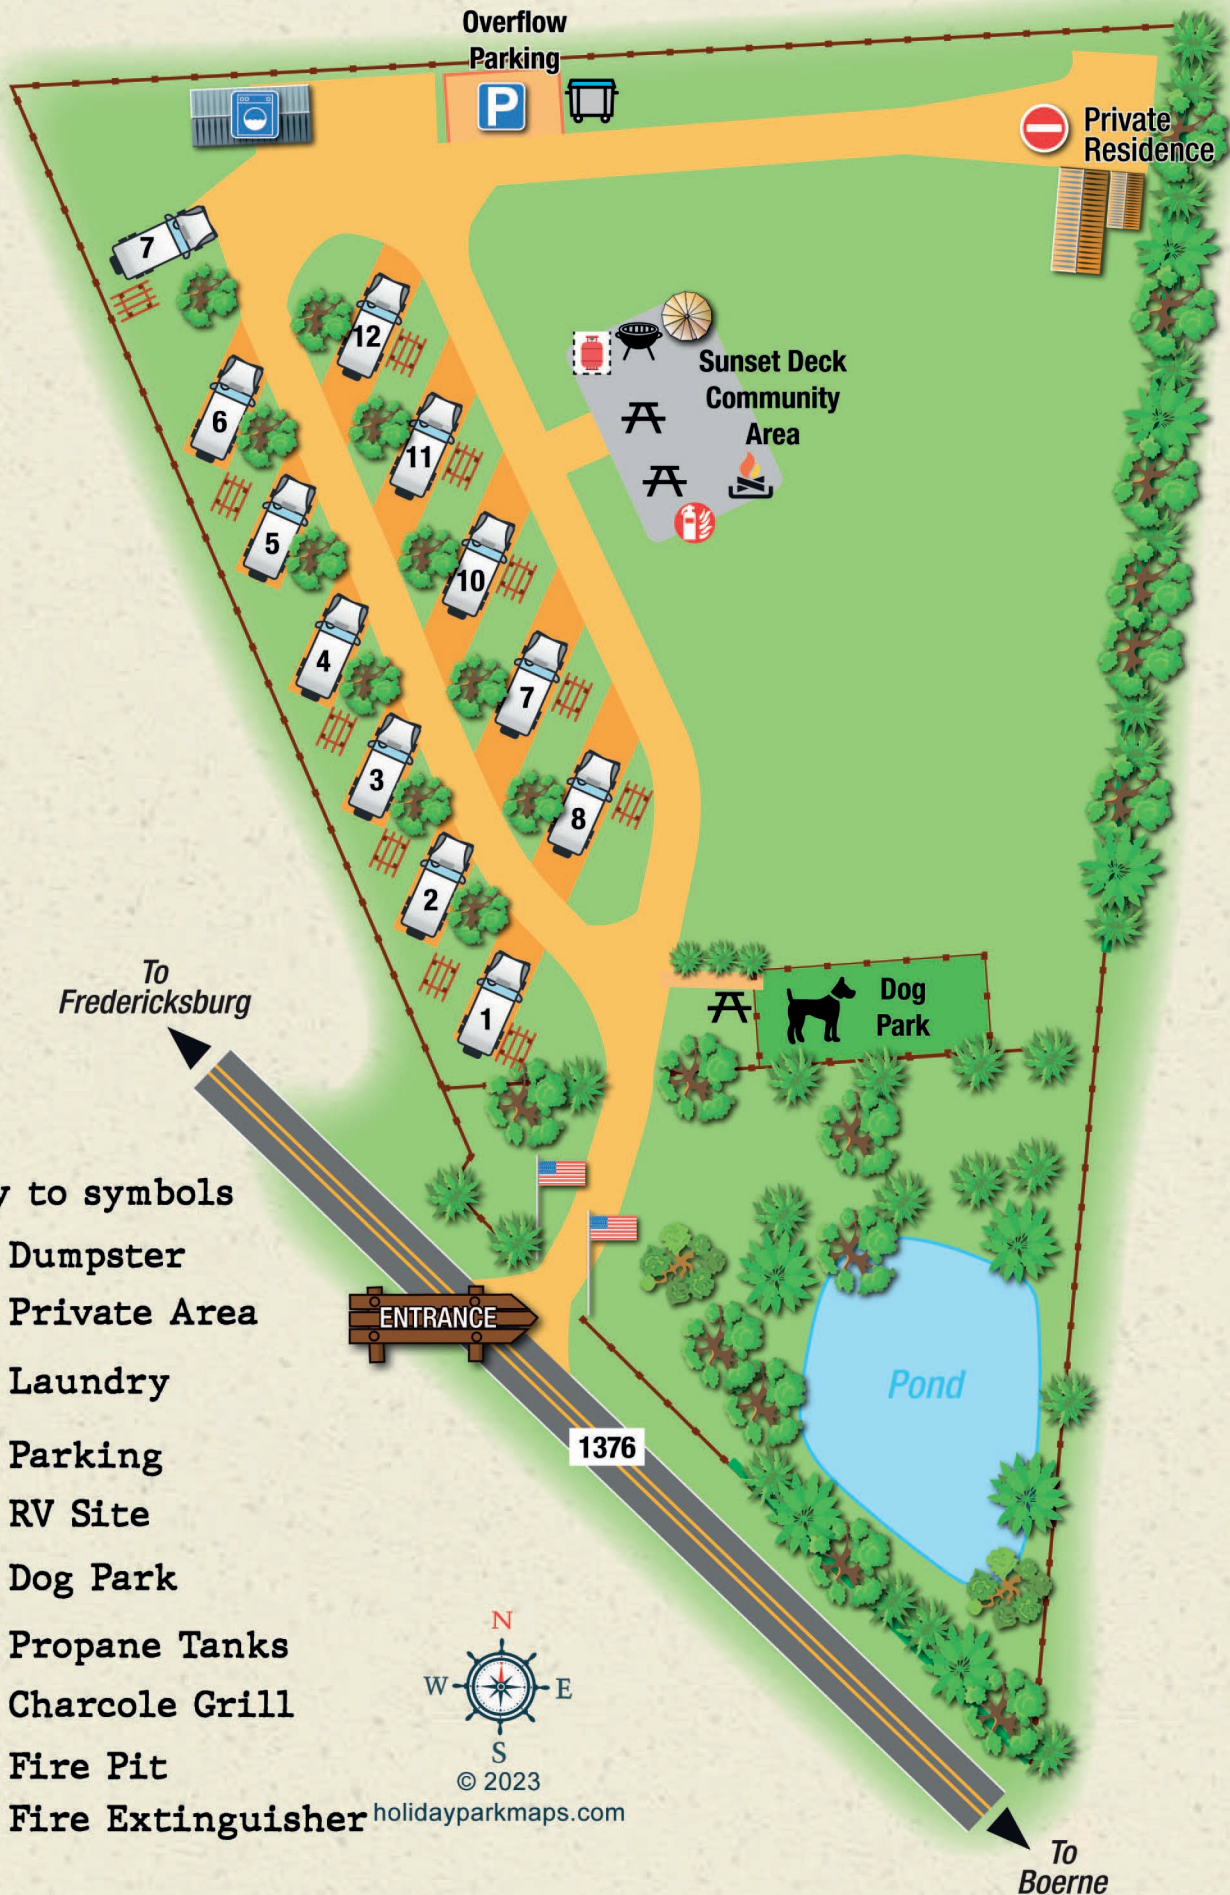 Overflow
Parking
P
Private
Residence
7
12
6
11
5
10
4
7
3
8
2
1
Sunset Deck
Community
Area
Dog
Park
To
Fredericksburg
ENTRANCE
1376
Pond
y to symbols
Dumpster
Private Area
Laundry
Parking
RV Site
Dog Park
Propane Tanks
Charcole Grill
Fire Pit
Fire Extinguisher
N
W
E
S
© 2023
holidayparkmaps.com
To
Boerne